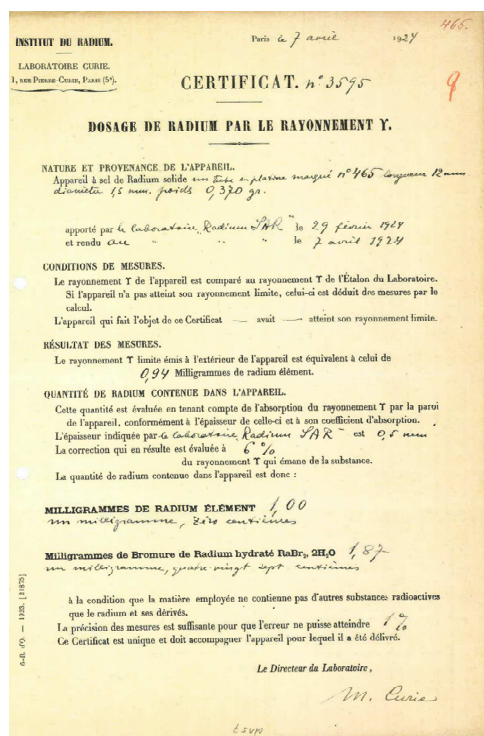 465.
INSTITUT DU RADIUM.
Paris le 7 avril 1924
LABORATOIRE CURIE.
1, RUE PIERRE-CURIE, PARIS (5e).
CERTIFICAT. n° 3595
9
DOSAGE DE RADIUM PAR LE RAYONNEMENT γ.
NATURE ET PROVENANCE DE L'APPAREIL.
Appareil à sel de Radium solide un tube en platine marqué n° 465 longueur 12 mm
diamètre 1,5 mm. poids 0,370 gr.
apporté par le laboratoire „Radium SAR" le 29 février 1924
et rendu au " " " le 7 avril 1924
CONDITIONS DE MESURES.
Le rayonnement γ de l'appareil est comparé au rayonnement γ de l'Étalon du Laboratoire.
Si l'appareil n'a pas atteint son rayonnement limite, celui-ci est déduit des mesures par le
calcul.
L'appareil qui fait l'objet de ce Certificat — avait — atteint son rayonnement limite.
RÉSULTAT DES MESURES.
Le rayonnement γ limite émis à l'extérieur de l'appareil est équivalent à celui de
0,94 Milligrammes de radium élément.
QUANTITÉ DE RADIUM CONTENUE DANS L'APPAREIL.
Cette quantité est évaluée en tenant compte de l'absorption du rayonnement γ par la paroi
de l'appareil, conformément à l'épaisseur de celle-ci et à son coefficient d'absorption.
L'épaisseur indiquée par le laboratoire „Radium SAR" est 0,5 mm
La correction qui en résulte est évaluée à 6 %
du rayonnement γ qui émane de la substance.
La quantité de radium contenue dans l'appareil est donc :
MILLIGRAMMES DE RADIUM ÉLÉMENT 1,00
un milligramme, zéro centièmes
Milligrammes de Bromure de Radium hydraté RaBr₂, 2H₂O 1,87
un milligramme, quatre-vingt sept centièmes
à la condition que la matière employée ne contienne pas d'autres substances radioactives
que le radium et ses dérivés.
La précision des mesures est suffisante pour que l'erreur ne puisse atteindre 1 %
Ce Certificat est unique et doit accompagner l'appareil pour lequel il a été délivré.
Le Directeur du Laboratoire,
M. Curie
tsvp